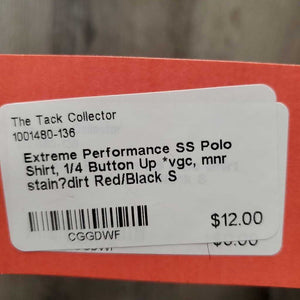 The Tack Collector
1001480-136
Extreme Performance SS Polo
Shirt, 1/4 Button Up *vgc, mnr
stain?dirt Red/Black S
$12.00
CGGDWF